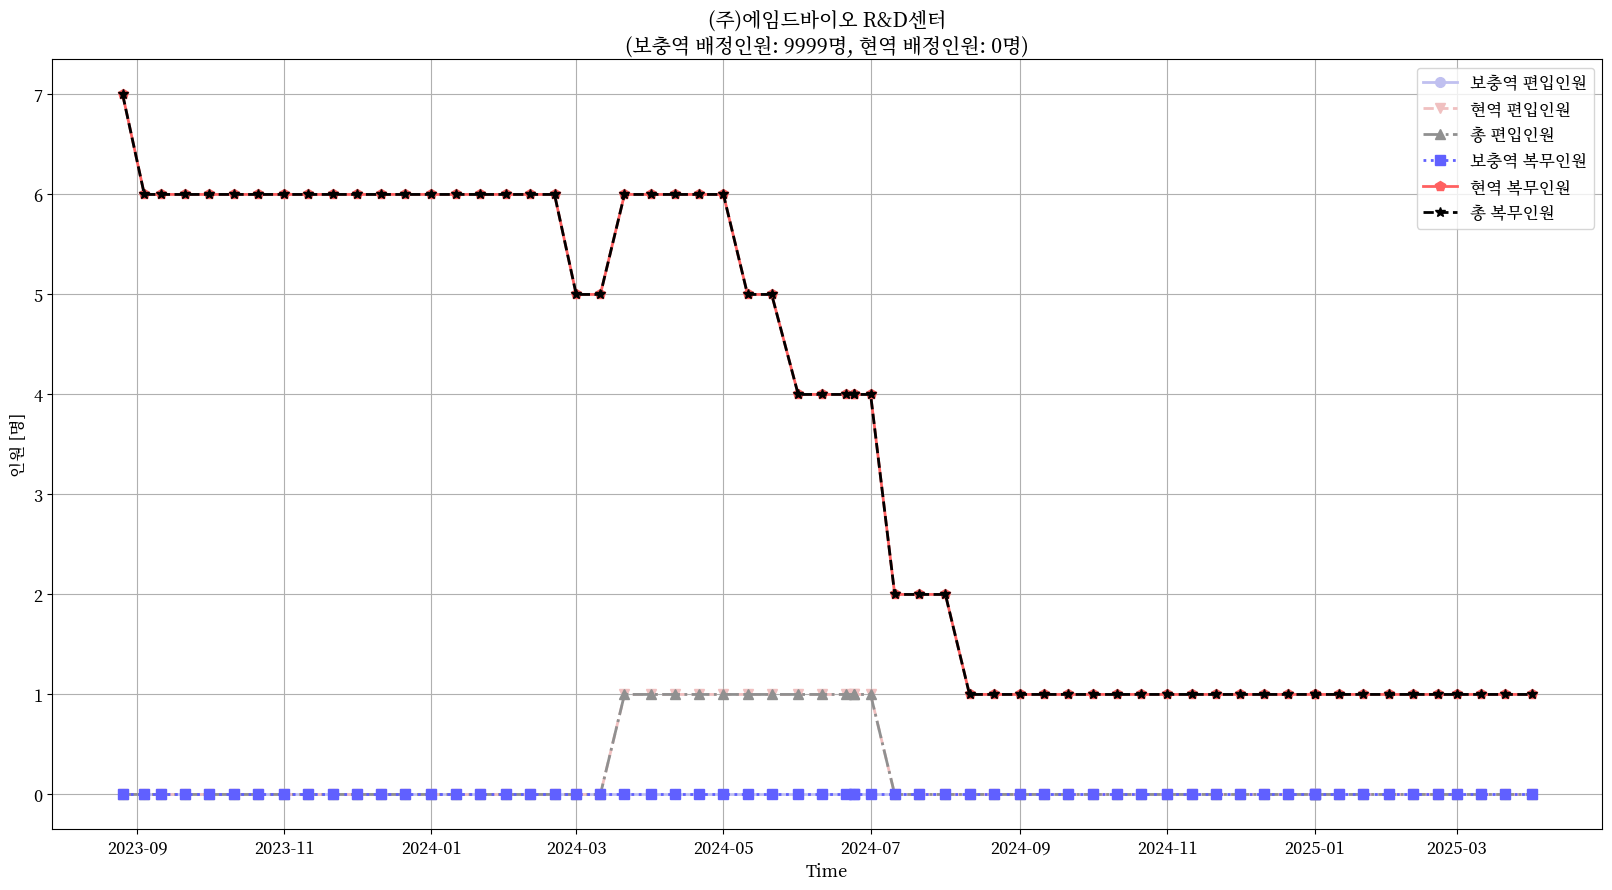 (주)에임드바이오 R&D센터
(보충역 배정인원: 9999명, 현역 배정인원: 0명)
보충역 편입인원
현역 편입인원
총 편입인원
보충역 복무인원
현역 복무인원
총 복무인원
인원 [명]
7
6
5
4
3
2
1
0
2023-09
2023-11
2024-01
2024-03
2024-05
2024-07
2024-09
2024-11
2025-01
2025-03
Time